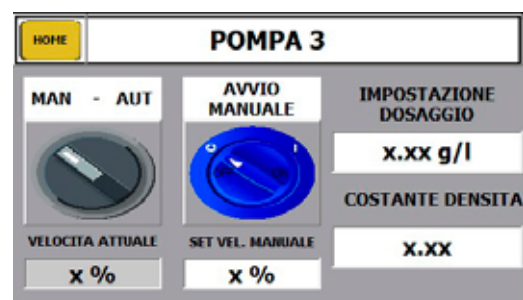 HOME
POMPA 3
MAN - AUT
AVVIO
MANUALE
IMPOSTAZIONE
DOSAGGIO
x.xx g/l
COSTANTE DENSITA
VELOCITA ATTUALE
x %
SET VEL. MANUALE
x %
x.xx